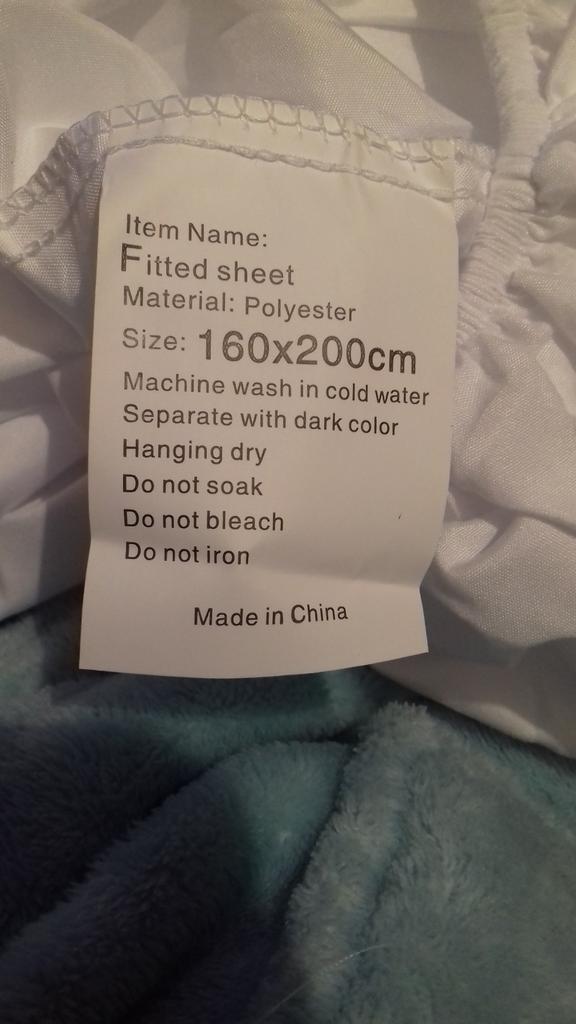 Item Name:
Fitted sheet
Material: Polyester
Size: 160x200cm
Machine wash in cold water
Separate with dark color
Hanging dry
Do not soak
Do not bleach
Do not iron
Made in China